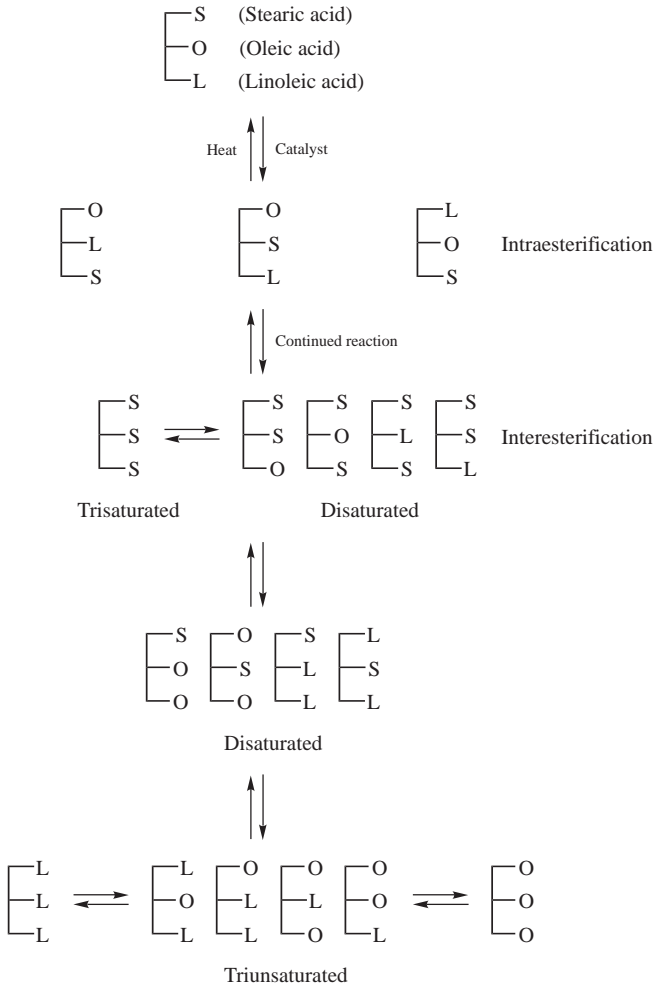 S (Stearic acid)
O (Oleic acid)
L (Linoleic acid)
Heat Catalyst
O O L
L S O Intraesterification
S L S
Continued reaction
S S S S S
S S O L S Interesterification
S O S S L
Trisaturated Disaturated
S O S L
O S L S
O O L L
Disaturated
L L O O O O
L O L L O O
L L L O L O
Triunsaturated